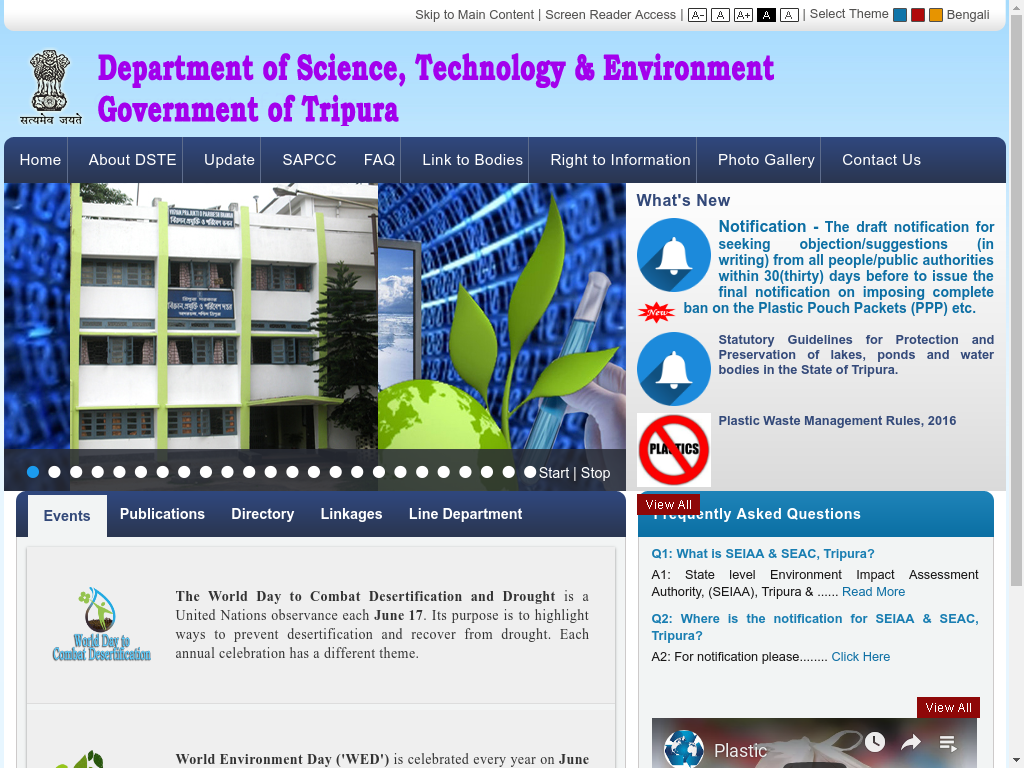 Skip to Main Content | Screen Reader Access | A- A A+ A A | Select Theme Bengali
Department of Science, Technology & Environment
Government of Tripura
सत्यमेव जयते
Home About DSTE Update SAPCC FAQ Link to Bodies Right to Information Photo Gallery Contact Us
What's New
Notification - The draft notification for
seeking objection/suggestions (in
writing) from all people/public authorities
within 30(thirty) days before to issue the
final notification on imposing complete
New ban on the Plastic Pouch Packets (PPP) etc.
Statutory Guidelines for Protection and
Preservation of lakes, ponds and water
bodies in the State of Tripura.
PLASTICS
Plastic Waste Management Rules, 2016
Start | Stop
View All
Events Publications Directory Linkages Line Department
Frequently Asked Questions
The World Day to Combat Desertification and Drought is a
United Nations observance each June 17. Its purpose is to highlight
ways to prevent desertification and recover from drought. Each
annual celebration has a different theme.
World Day to
Combat Desertification
World Environment Day ('WED') is celebrated every year on June
Q1: What is SEIAA & SEAC, Tripura?
A1: State level Environment Impact Assessment
Authority, (SEIAA), Tripura & ...... Read More
Q2: Where is the notification for SEIAA & SEAC,
Tripura?
A2: For notification please........ Click Here
View All
Plastic